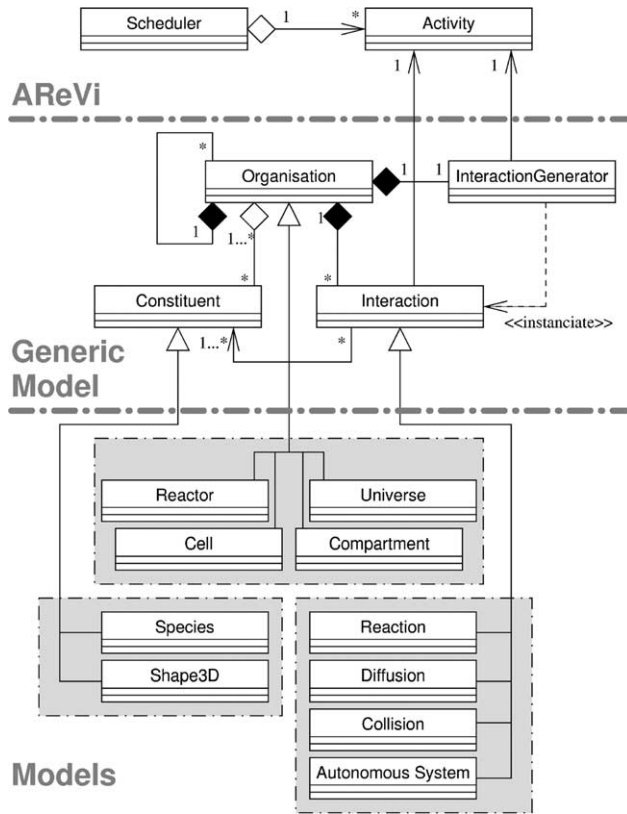 Scheduler
1
*
Activity
1
1
AReVi
*
Organisation
1
1
InteractionGenerator
1
1...*
1
*
*
Constituent
Interaction
<<instanciate>>
1...*
*
Generic
Model
Reactor
Universe
Cell
Compartment
Species
Reaction
Shape3D
Diffusion
Collision
Models
Autonomous System